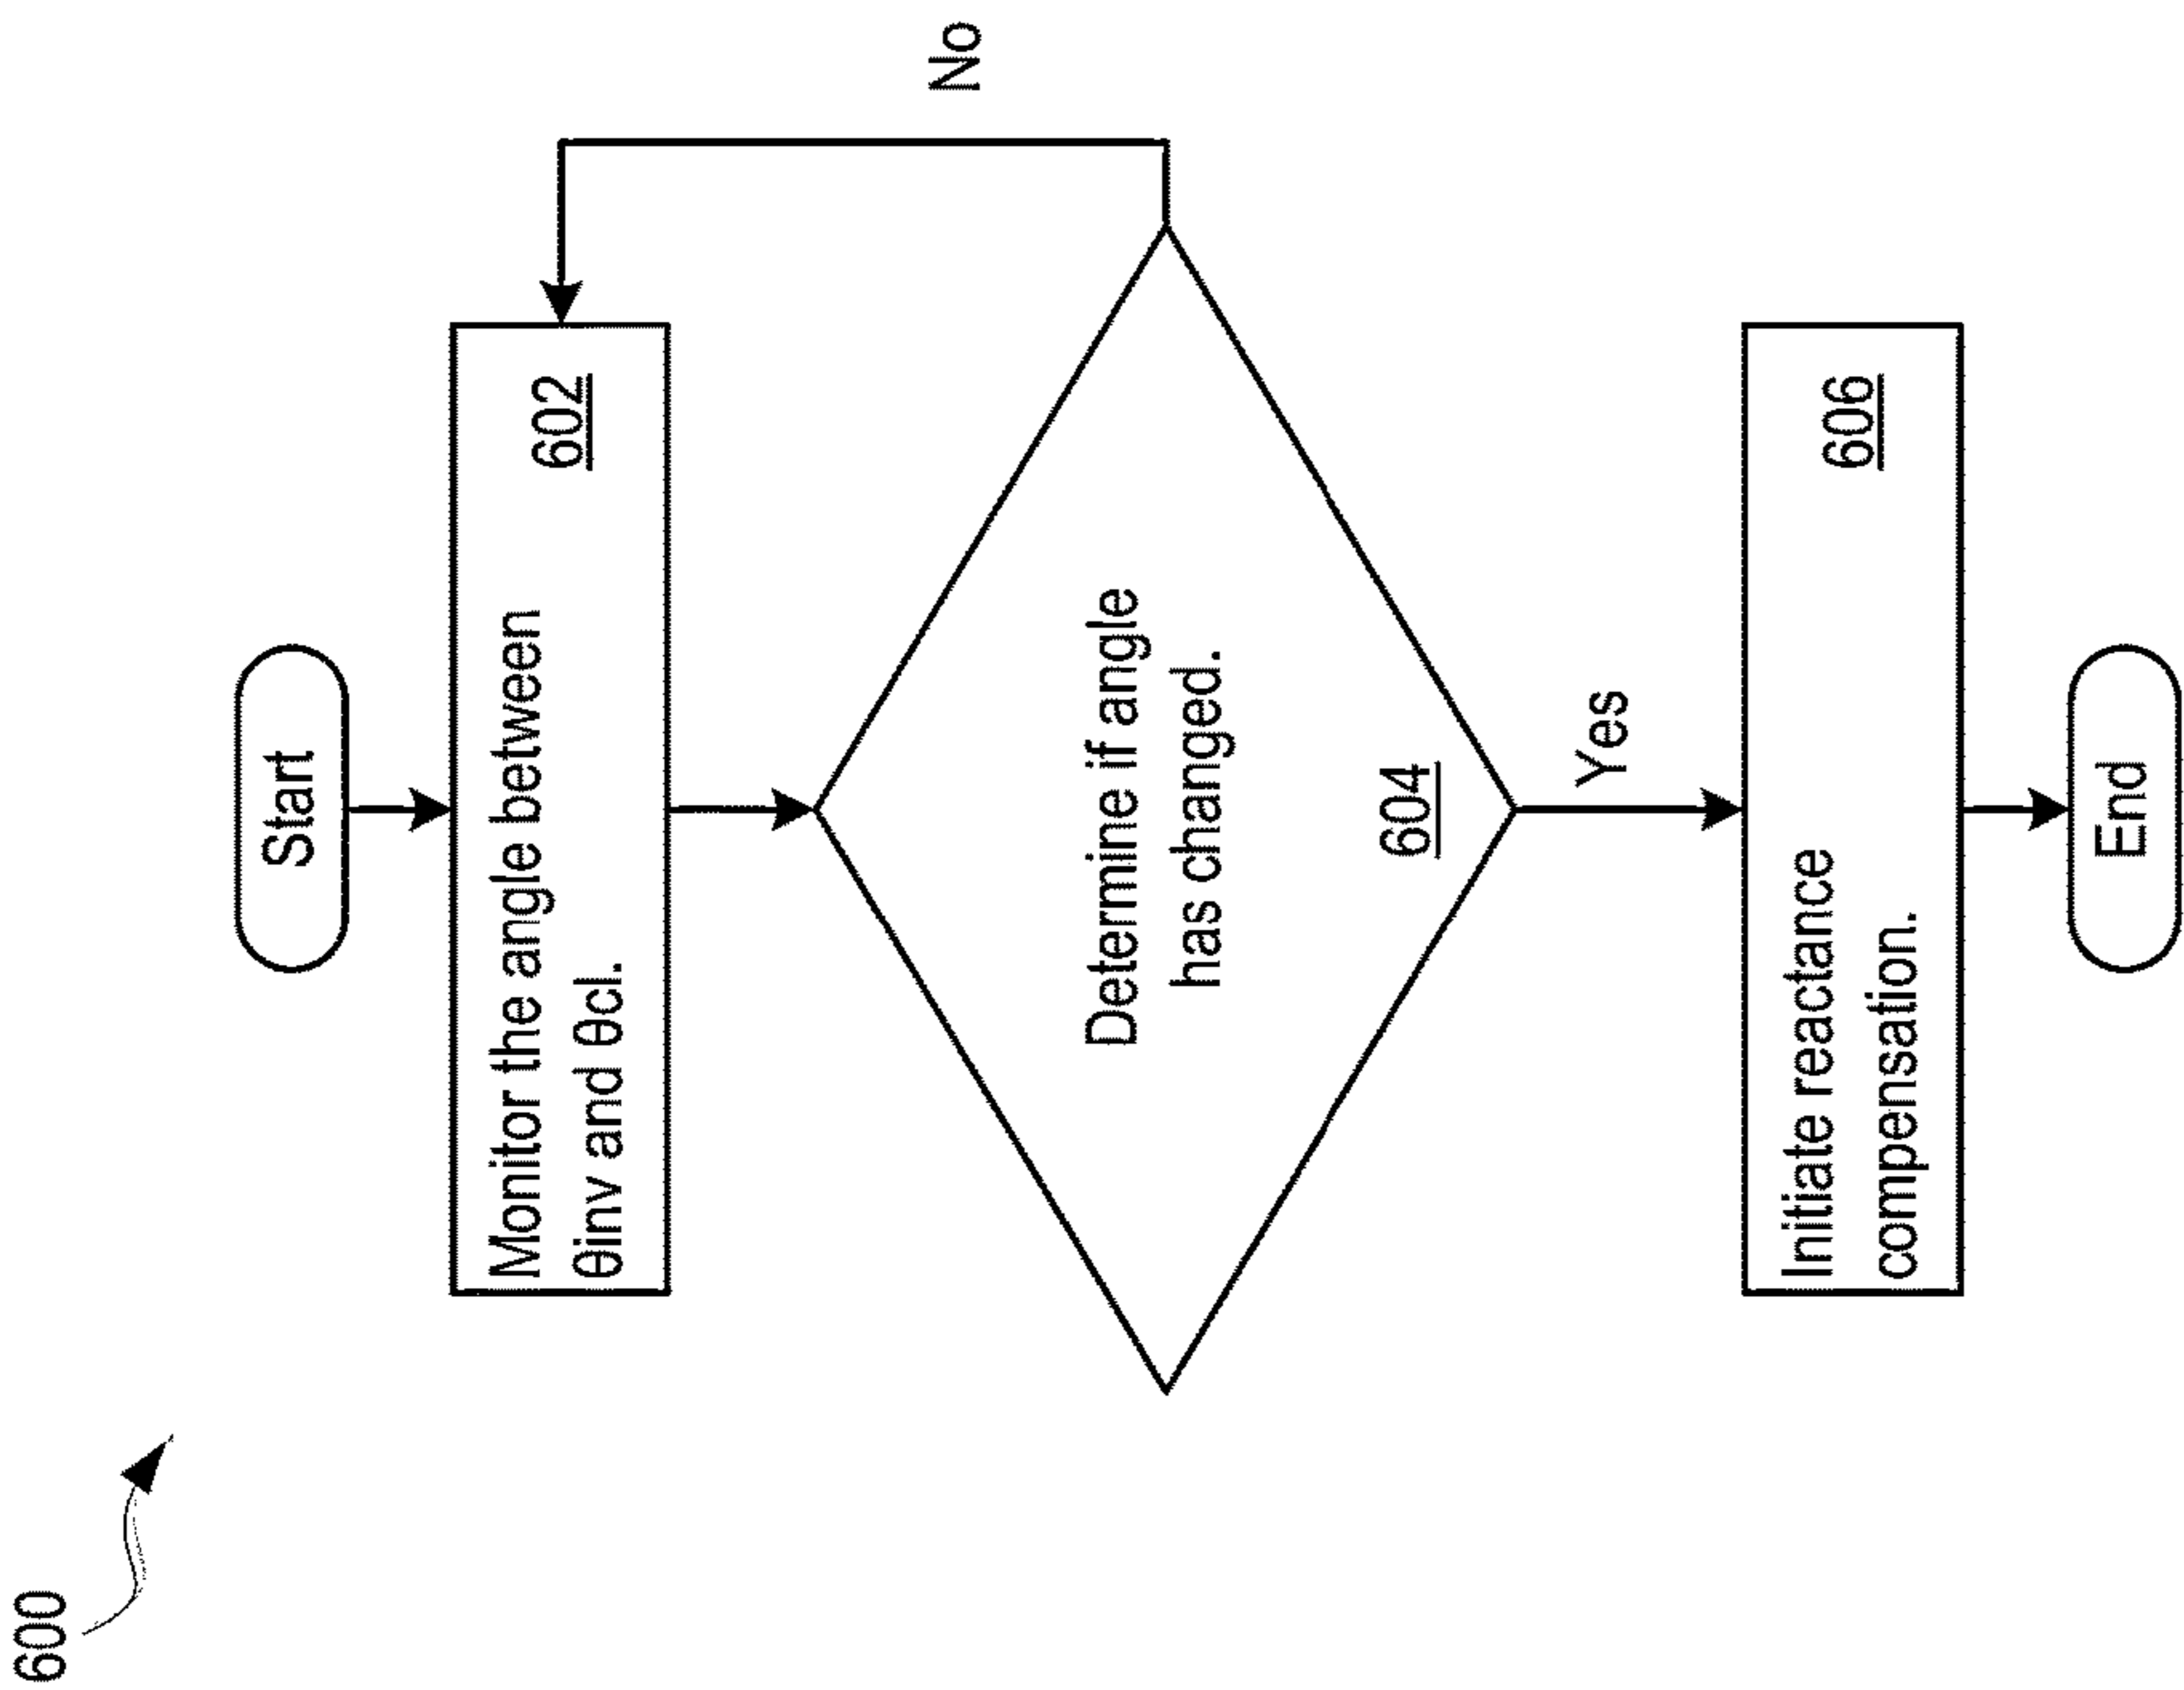 600
Start
Monitor the angle between
θinv and θcl.
602
Determine if angle
has changed.
604
No
Yes
Initiate reactance
compensation.
606
End